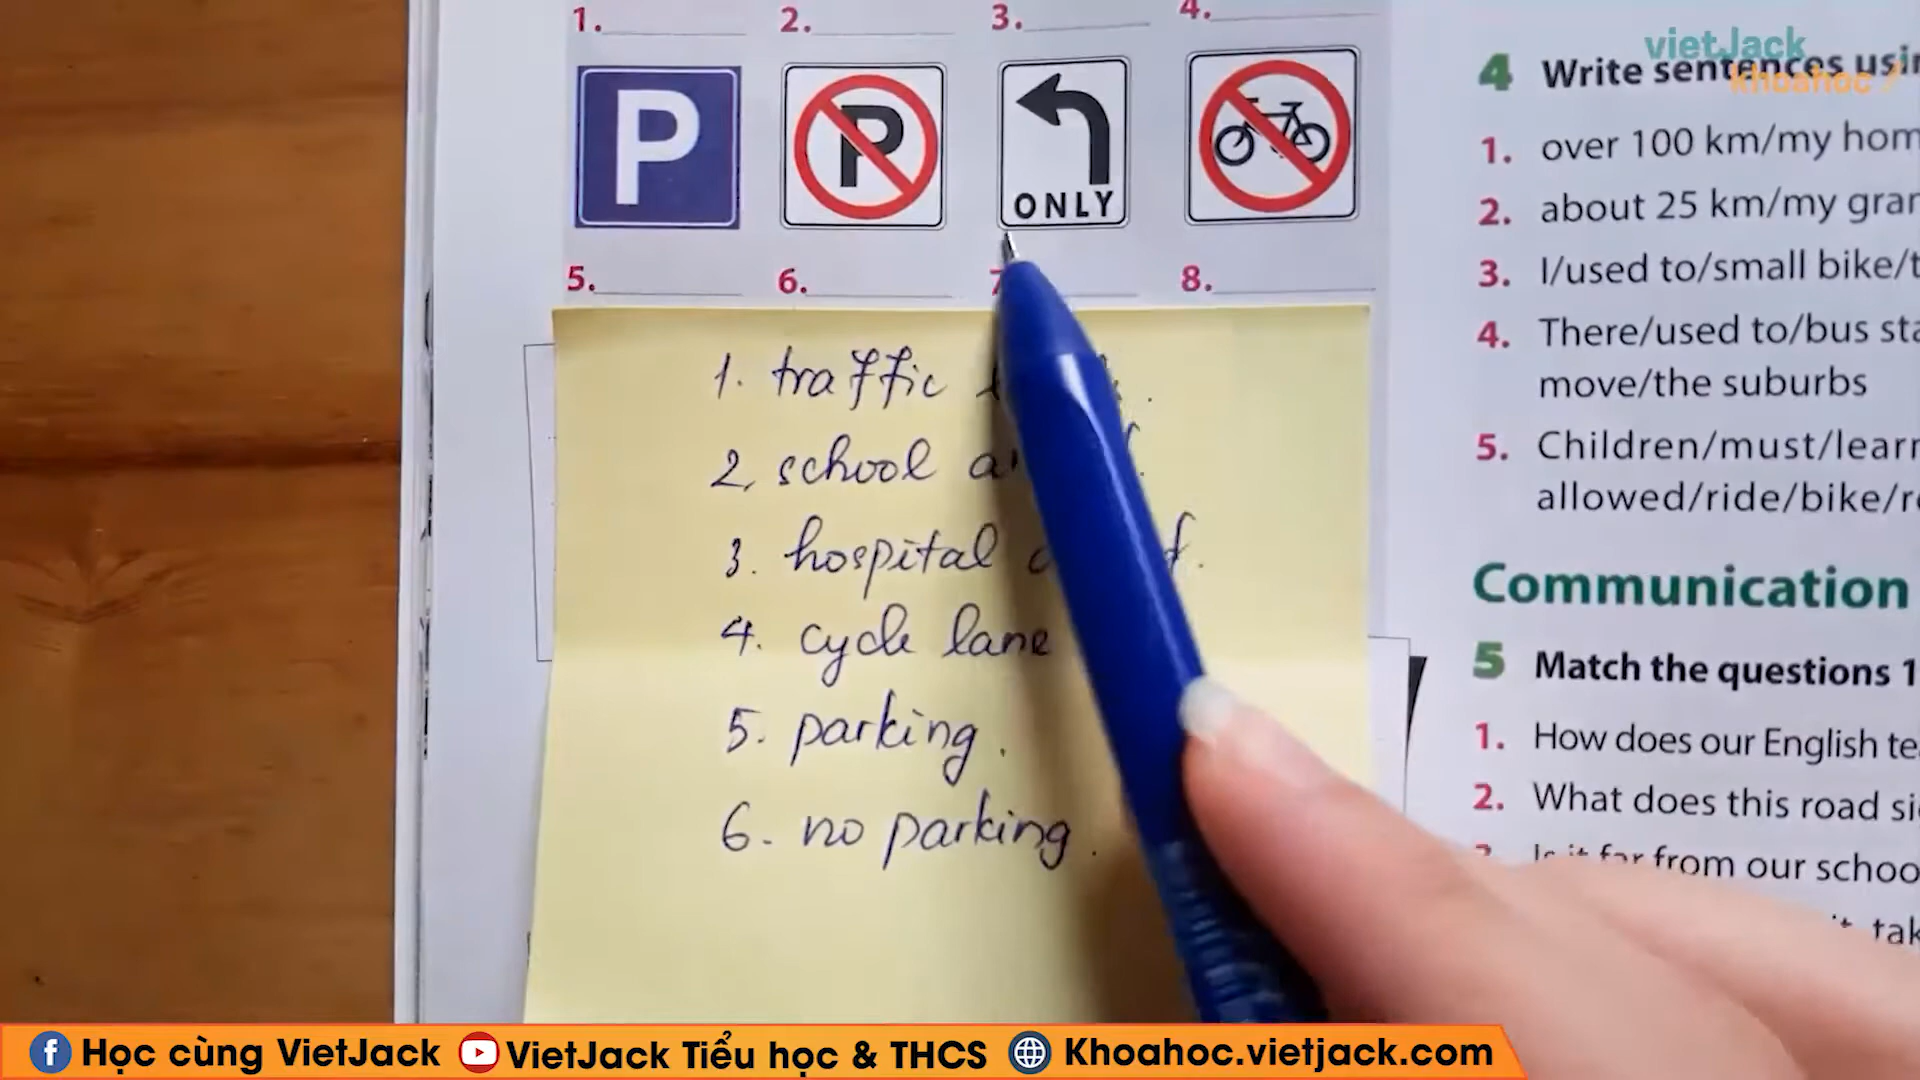 1.
2.
3.
4.
P
P
ONLY
5.
6.
7
8.
1. traffic
2, school
3. hospital
4. cycle lane
5. parking.
6. no parking.
vietJack
khoahoc
4 Write sentences usin
1. over 100 km/my hom
2. about 25 km/my gran
3. I/used to/small bike/t
4. There/used to/bus sta
move/the suburbs
5. Children/must/learn
allowed/ride/bike/r
Communication
5 Match the questions 1
1. How does our English te
2. What does this road si
Is it far from our schoo
tak
Học cùng VietJack
VietJack Tiểu học & THCS
Khoahoc.vietjack.com